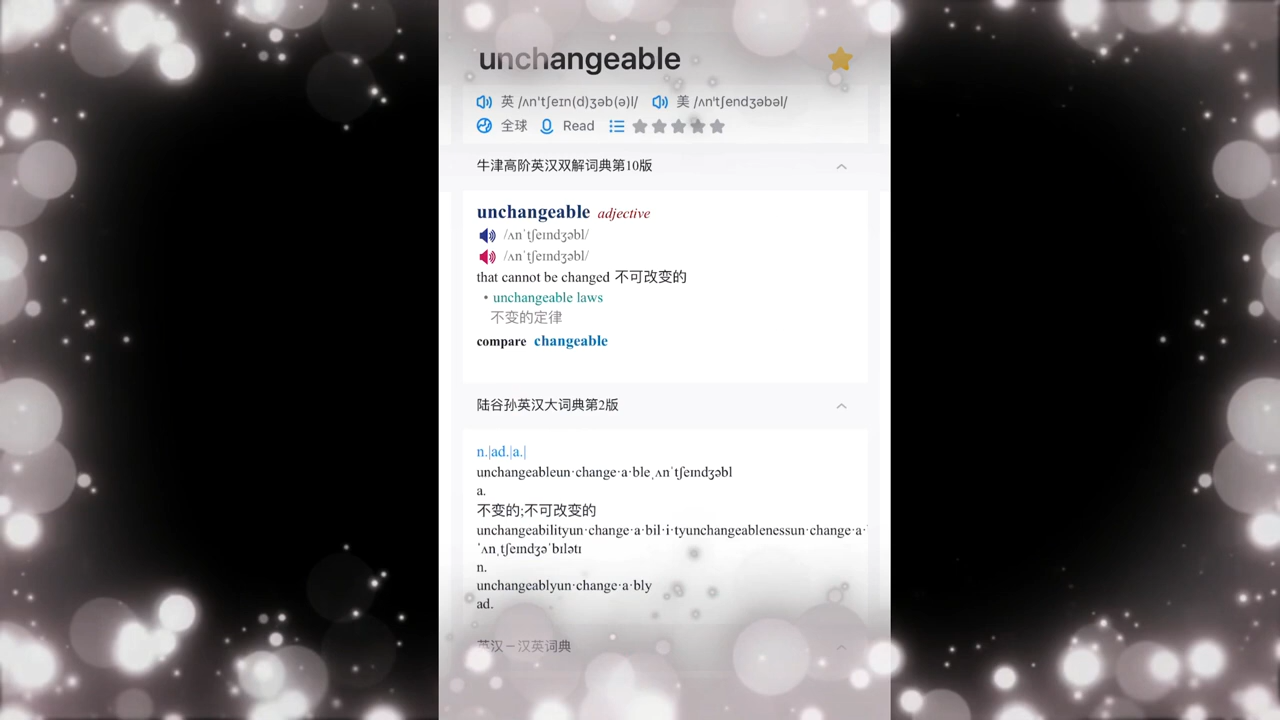 unchangeable
英 /ʌn'tʃeɪn(d)ʒəb(ə)l/ 美 /ʌn'tʃendʒəbəl/
全球 Read
牛津高阶英汉双解词典第10版
unchangeable adjective
/ʌnˈtʃeɪndʒəbl/
/ʌnˈtʃeɪndʒəbl/
that cannot be changed 不可改变的
• unchangeable laws
不变的定律
compare changeable
陆谷孙英汉大词典第2版
n.|ad.|a.|
unchangeableun·change·a·ble͵ʌnˈtʃeɪndʒəbl
a.
不变的;不可改变的
unchangeabilityun·change·a·bil·i·tyunchangeablenessun·change·a·
ˈʌn͵tʃeɪndʒəˈbɪlətɪ
n.
unchangeablyun·change·a·bly
ad.
英汉－汉英词典